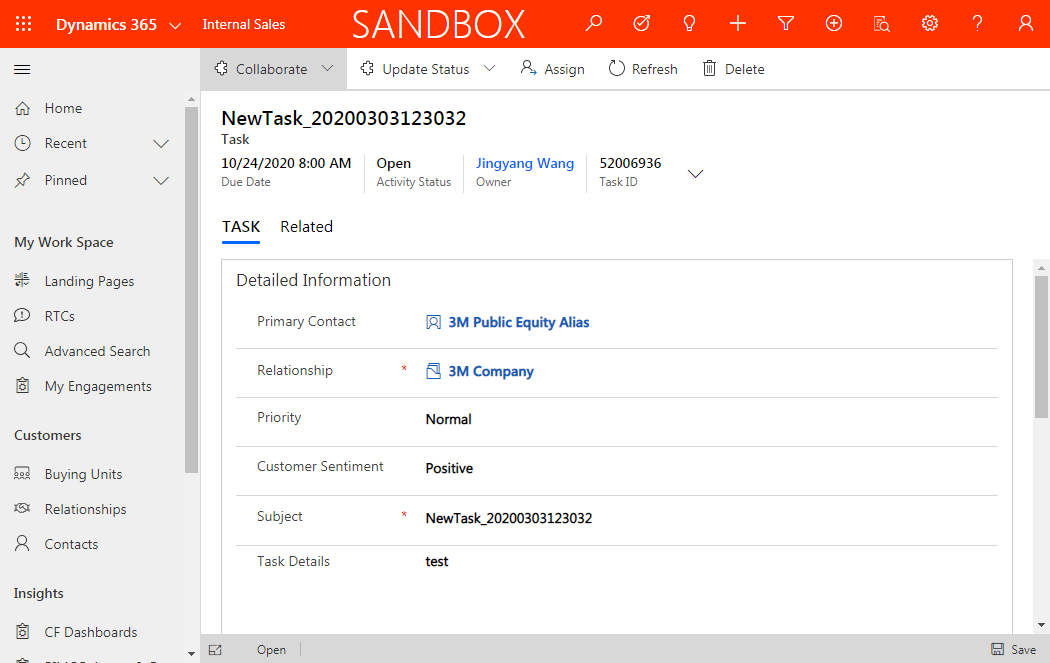 Dynamics 365
Internal Sales
SANDBOX
Collaborate
Update Status
Assign
Refresh
Delete
Home
Recent
Pinned
My Work Space
Landing Pages
RTCs
Advanced Search
My Engagements
Customers
Buying Units
Relationships
Contacts
Insights
CF Dashboards
NewTask_20200303123032
Task
10/24/2020 8:00 AM
Due Date
Open
Activity Status
Jingyang Wang
Owner
52006936
Task ID
TASK
Related
Detailed Information
Primary Contact
3M Public Equity Alias
Relationship *
3M Company
Priority
Normal
Customer Sentiment
Positive
Subject *
NewTask_20200303123032
Task Details
test
Open
Save